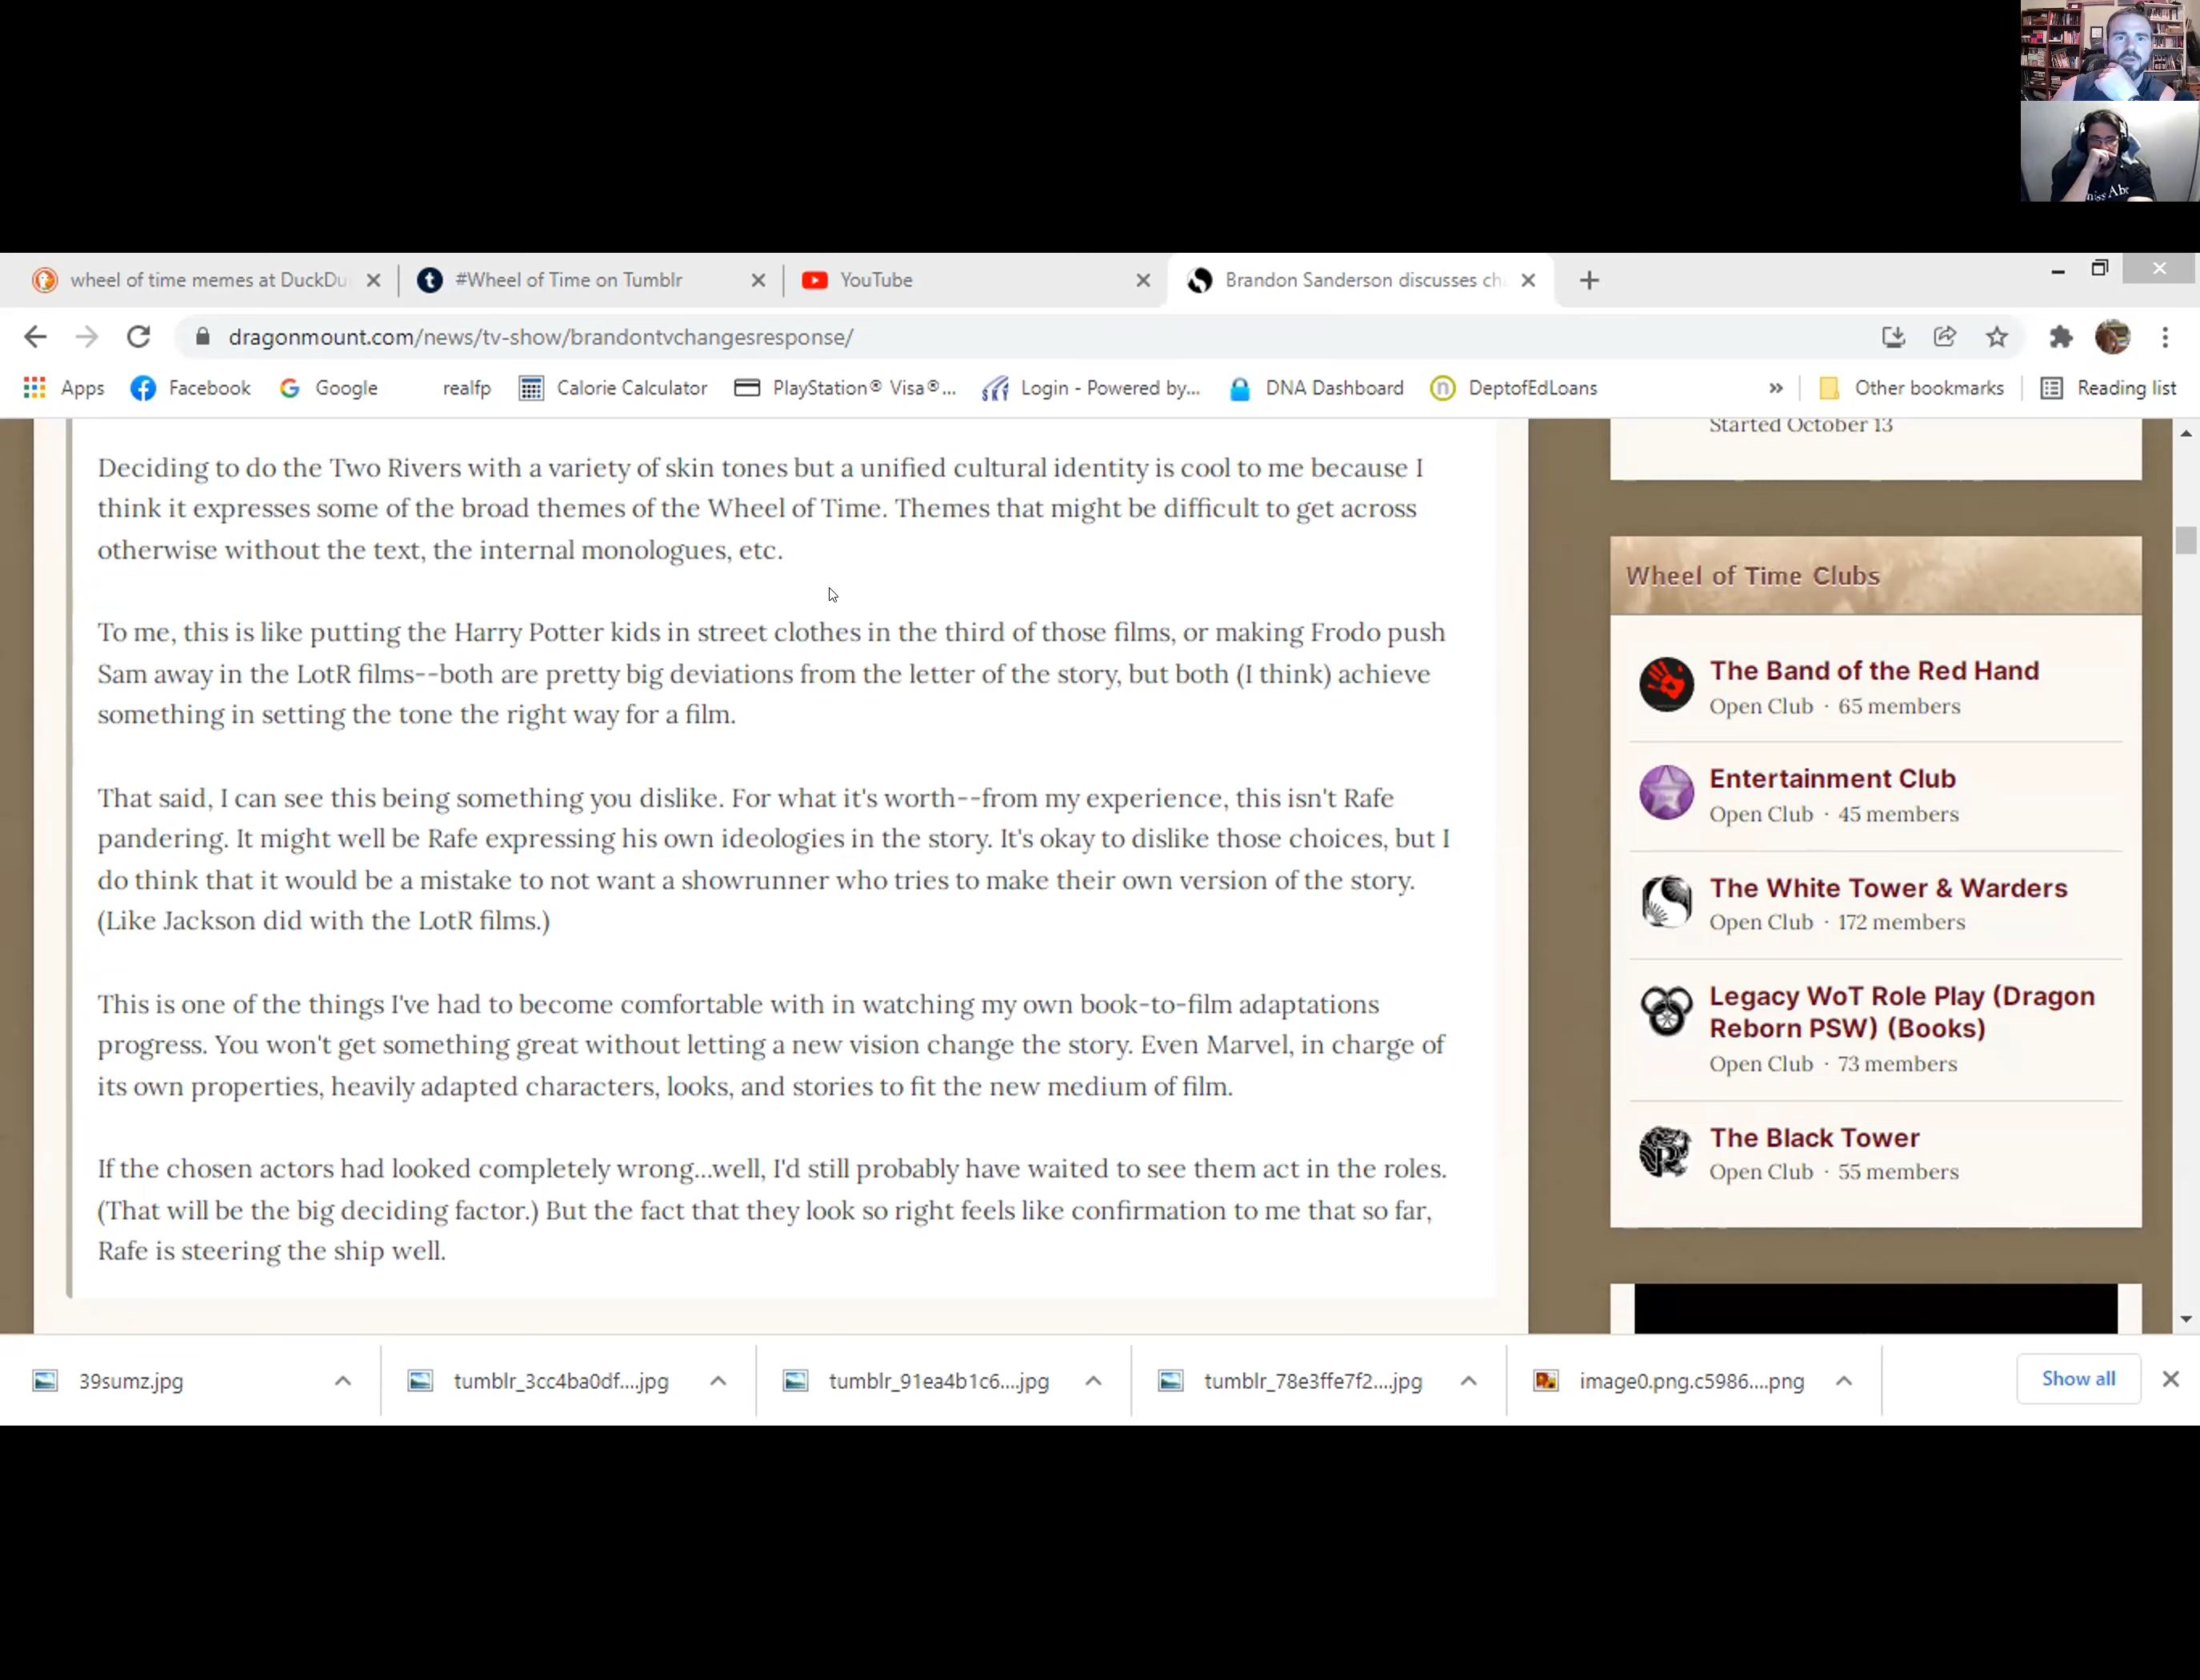 niss Abc
wheel of time memes at DuckDu
#Wheel of Time on Tumblr
YouTube
Brandon Sanderson discusses ch
dragonmount.com/news/tv-show/brandontvchangesresponse/
Apps
Facebook
Google
realfp
Calorie Calculator
PlayStation® Visa®...
Login - Powered by...
DNA Dashboard
DeptofEdLoans
»
Other bookmarks
Reading list
Deciding to do the Two Rivers with a variety of skin tones but a unified cultural identity is cool to me because I
think it expresses some of the broad themes of the Wheel of Time. Themes that might be difficult to get across
otherwise without the text, the internal monologues, etc.
To me, this is like putting the Harry Potter kids in street clothes in the third of those films, or making Frodo push
Sam away in the LotR films--both are pretty big deviations from the letter of the story, but both (I think) achieve
something in setting the tone the right way for a film.
That said, I can see this being something you dislike. For what it's worth--from my experience, this isn't Rafe
pandering. It might well be Rafe expressing his own ideologies in the story. It's okay to dislike those choices, but I
do think that it would be a mistake to not want a showrunner who tries to make their own version of the story.
(Like Jackson did with the LotR films.)
This is one of the things I've had to become comfortable with in watching my own book-to-film adaptations
progress. You won't get something great without letting a new vision change the story. Even Marvel, in charge of
its own properties, heavily adapted characters, looks, and stories to fit the new medium of film.
If the chosen actors had looked completely wrong...well, I'd still probably have waited to see them act in the roles.
(That will be the big deciding factor.) But the fact that they look so right feels like confirmation to me that so far,
Rafe is steering the ship well.
Started October 13
Wheel of Time Clubs
The Band of the Red Hand
Open Club · 65 members
Entertainment Club
Open Club · 45 members
The White Tower & Warders
Open Club · 172 members
Legacy WoT Role Play (Dragon
Reborn PSW) (Books)
Open Club · 73 members
The Black Tower
Open Club · 55 members
39sumz.jpg
tumblr_3cc4ba0df....jpg
tumblr_91ea4b1c6....jpg
tumblr_78e3ffe7f2....jpg
image0.png.c5986....png
Show all